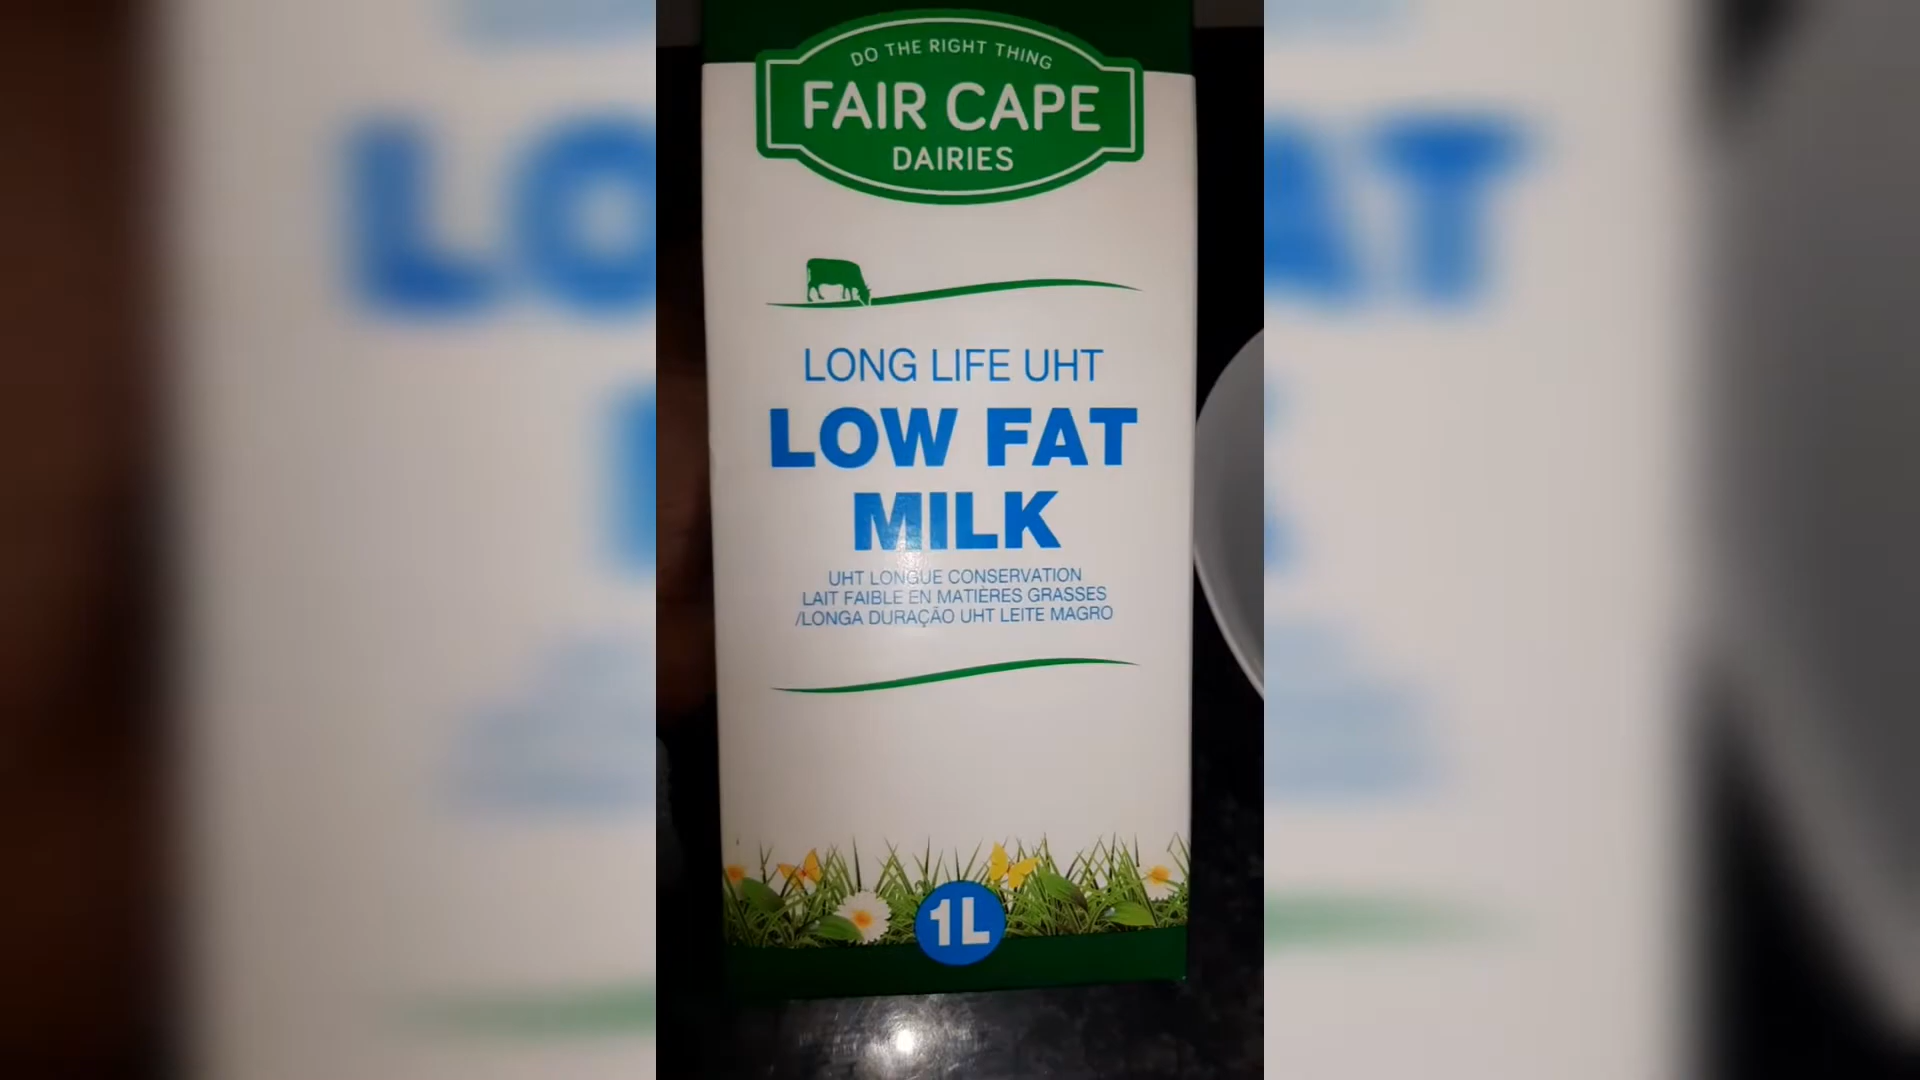 DO THE RIGHT THING
FAIR CAPE
DAIRIES
LONG LIFE UHT
LOW FAT
MILK
UHT LONGUE CONSERVATION
LAIT FAIBLE EN MATIÈRES GRASSES
/LONGA DURAÇÃO UHT LEITE MAGRO
1L